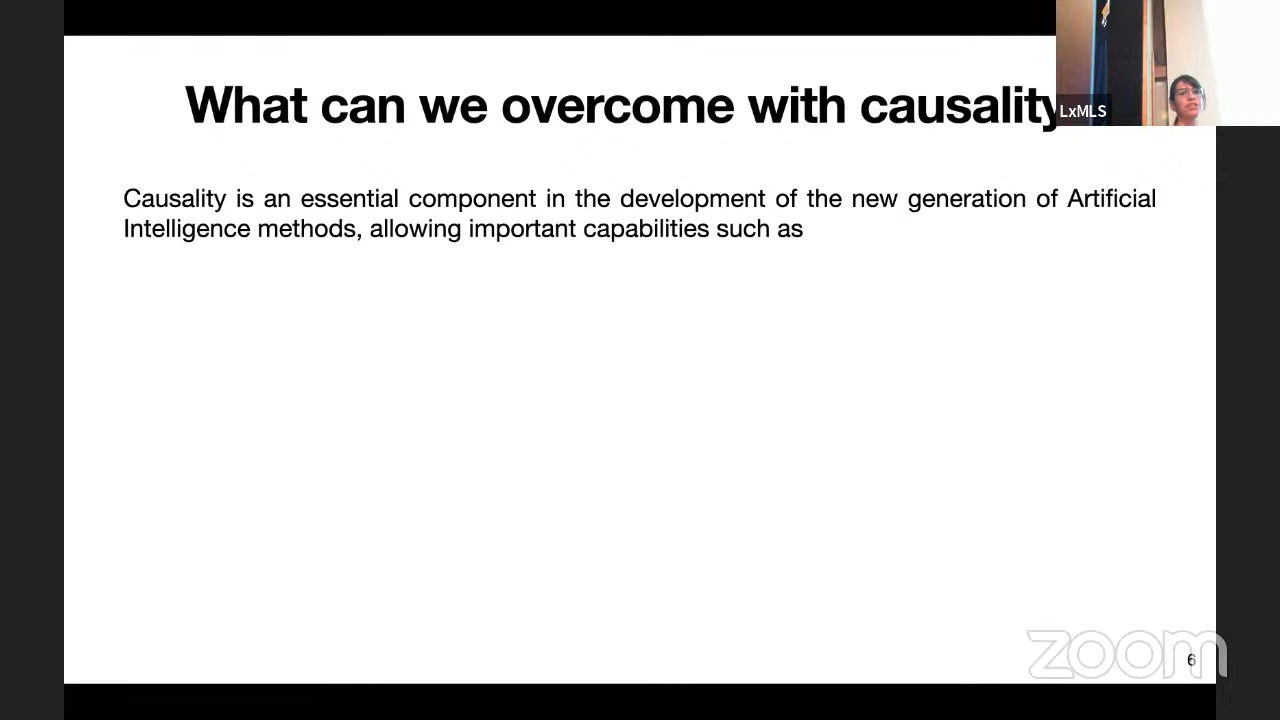 What can we overcome with causality
LxMLS
Causality is an essential component in the development of the new generation of Artificial
Intelligence methods, allowing important capabilities such as
zoom
6